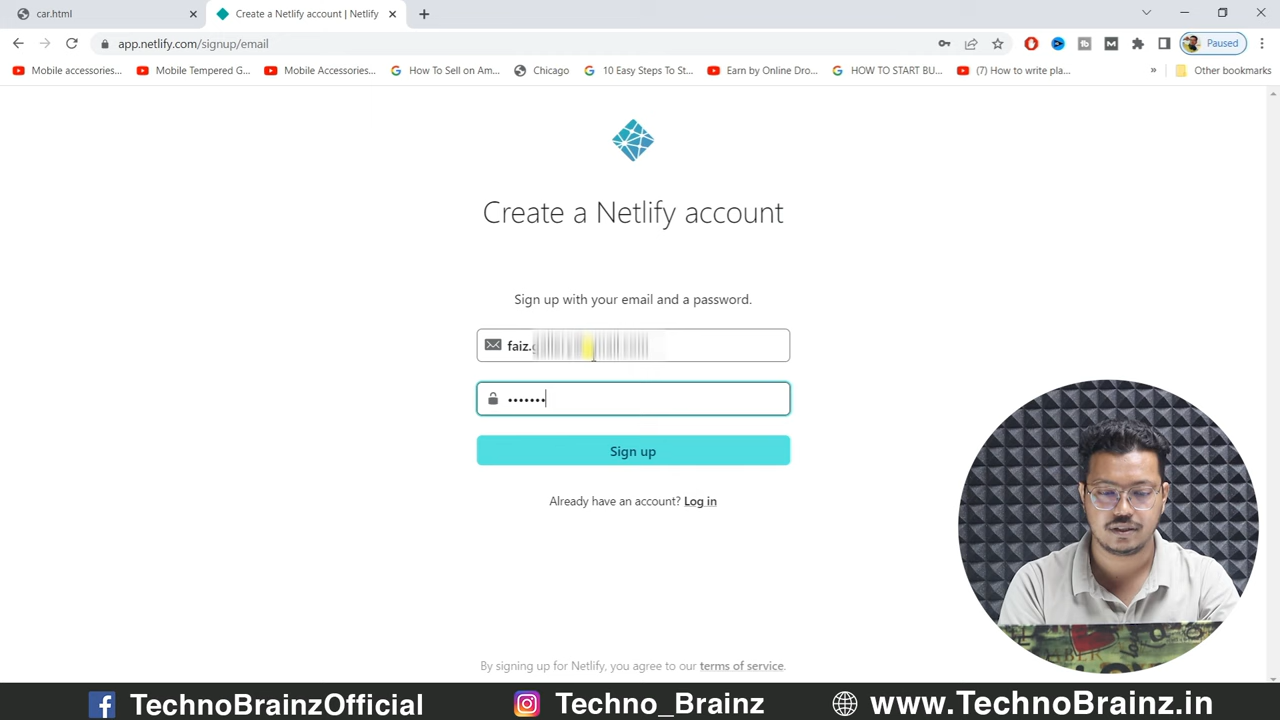 car.html
Create a Netlify account | Netlify
app.netlify.com/signup/email
Paused
Mobile accessories...
Mobile Tempered G...
Mobile Accessories...
How To Sell on Am...
Chicago
10 Easy Steps To St...
Earn by Online Dro...
HOW TO START BU...
(7) How to write pla...
»
Other bookmarks
Create a Netlify account
Sign up with your email and a password.
faiz.
•••••••
Sign up
Already have an account? Log in
By signing up for Netlify, you agree to our terms of service.
TechnoBrainzOfficial
Techno_Brainz
www.TechnoBrainz.in